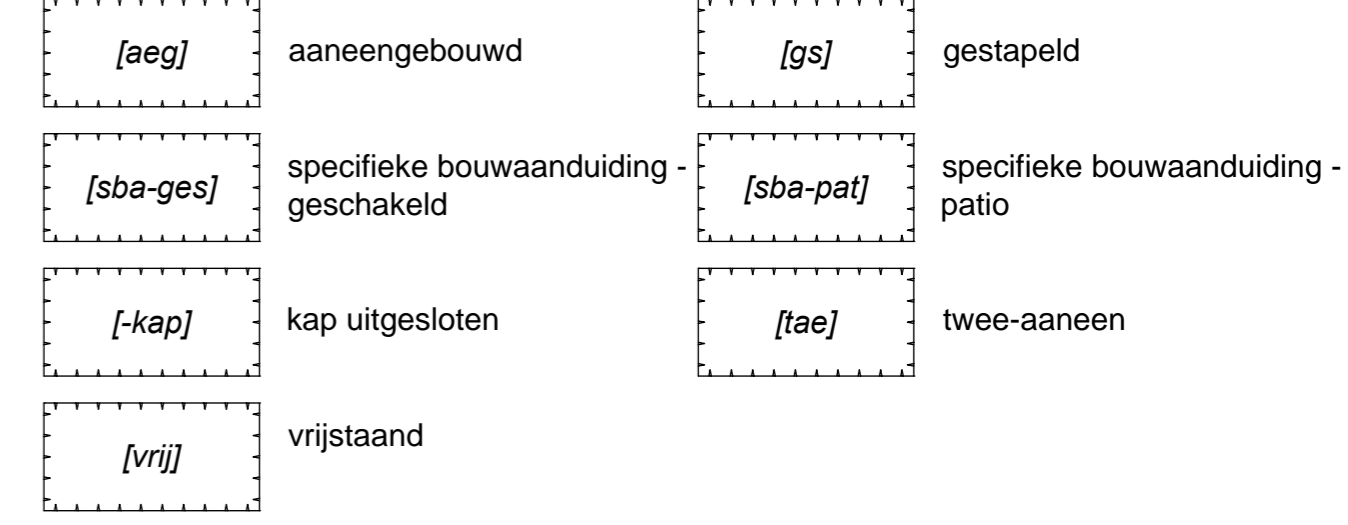 [aeg] aaneengebouwd [gs] gestapeld
[sba-ges] specifieke bouwaanduiding -
geschakeld
[sba-pat] specifieke bouwaanduiding -
patio
[-kap] kap uitgesloten [tae] twee-aaneen
[vrij] vrijstaand